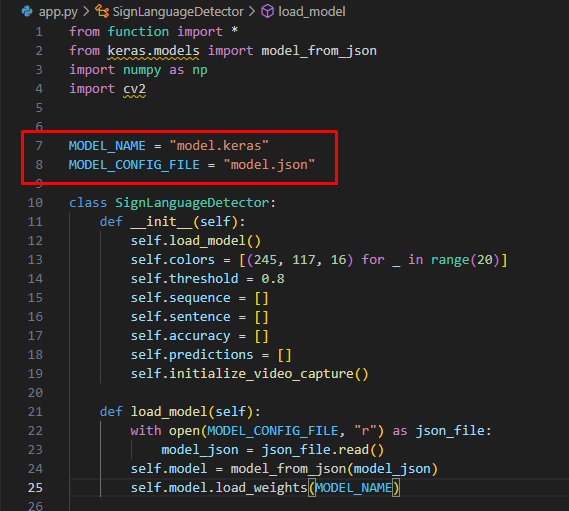 app.py > SignLanguageDetector > load_model
1 from function import *
2 from keras.models import model_from_json
3 import numpy as np
4 import cv2
5
6
7 MODEL_NAME = "model.keras"
8 MODEL_CONFIG_FILE = "model.json"
9
10 class SignLanguageDetector:
11     def __init__(self):
12         self.load_model()
13         self.colors = [(245, 117, 16) for _ in range(20)]
14         self.threshold = 0.8
15         self.sequence = []
16         self.sentence = []
17         self.accuracy = []
18         self.predictions = []
19         self.initialize_video_capture()
20
21     def load_model(self):
22         with open(MODEL_CONFIG_FILE, "r") as json_file:
23             model_json = json_file.read()
24         self.model = model_from_json(model_json)
25         self.model.load_weights(MODEL_NAME)
26